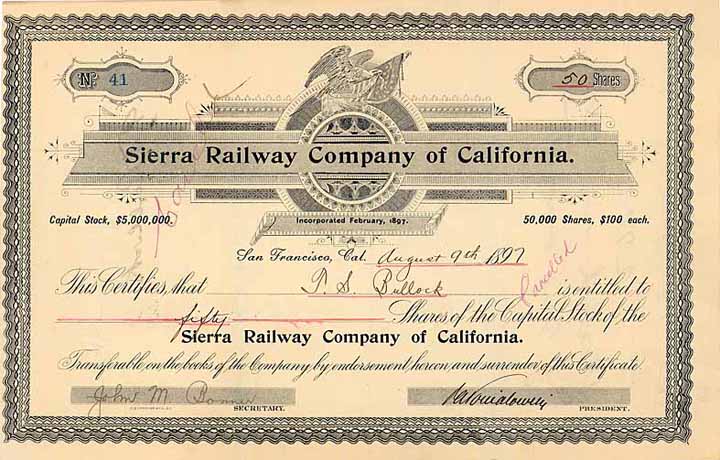 Nº 41
50 Shares
Sierra Railway Company of California.
Capital Stock, $5,000,000.
Incorporated February, 1897.
50,000 Shares, $100 each.
San Francisco, Cal. August 9th 1897
This Certifies, that T. S. Bullock is entitled to
fifty Shares of the Capital Stock of the
Cancelled
Sierra Railway Company of California.
Transferable on the books of the Company by endorsement hereon and surrender of this Certificate
John M. Bonner
SECRETARY.
PRESIDENT.